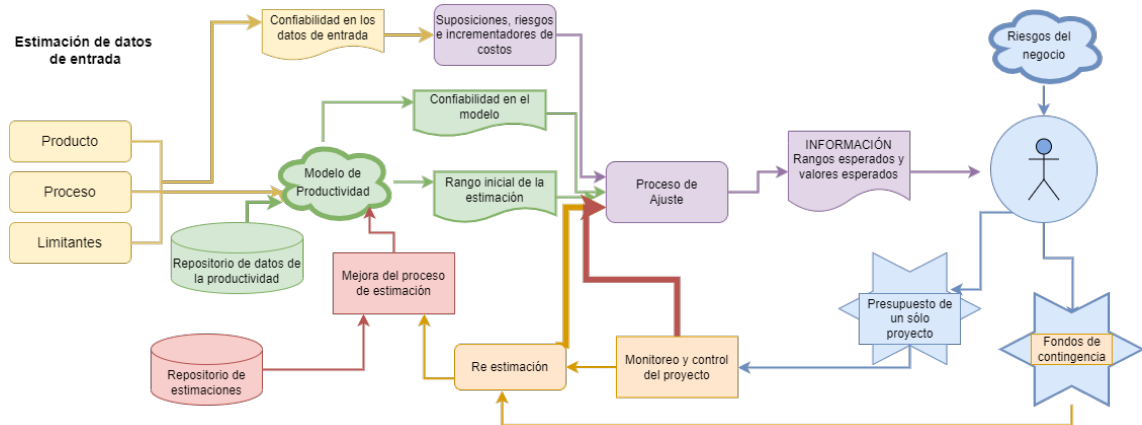 Estimación de datos
de entrada
Confiabilidad en los
datos de entrada
Suposiciones, riesgos
e incrementadores de
costos
Riesgos del
negocio
Producto
Proceso
Limitantes
Modelo de
Productividad
Confiabilidad en el
modelo
Rango inicial de la
estimación
Proceso de
Ajuste
INFORMACIÓN
Rangos esperados y
valores esperados
Repositorio de datos de
la productividad
Mejora del proceso
de estimación
Presupuesto de
un sólo
proyecto
Fondos de
contingencia
Repositorio de
estimaciones
Re estimación
Monitoreo y control
del proyecto